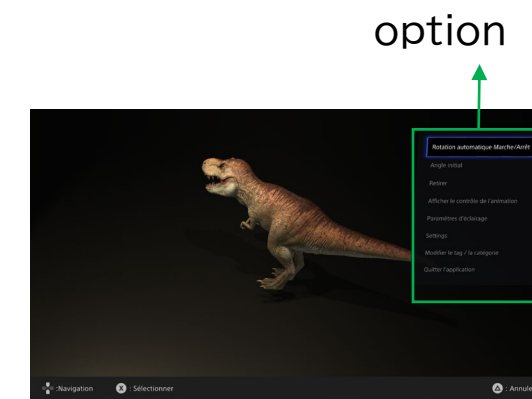 option
Rotation automatique Marche/Arrêt
Angle initial
Retirer
Afficher le contrôle de l'animation
Paramètres d'éclairage
Settings
Modifier le tag / la catégorie
Quitter l'application
:Navigation X : Sélectionner : Annule